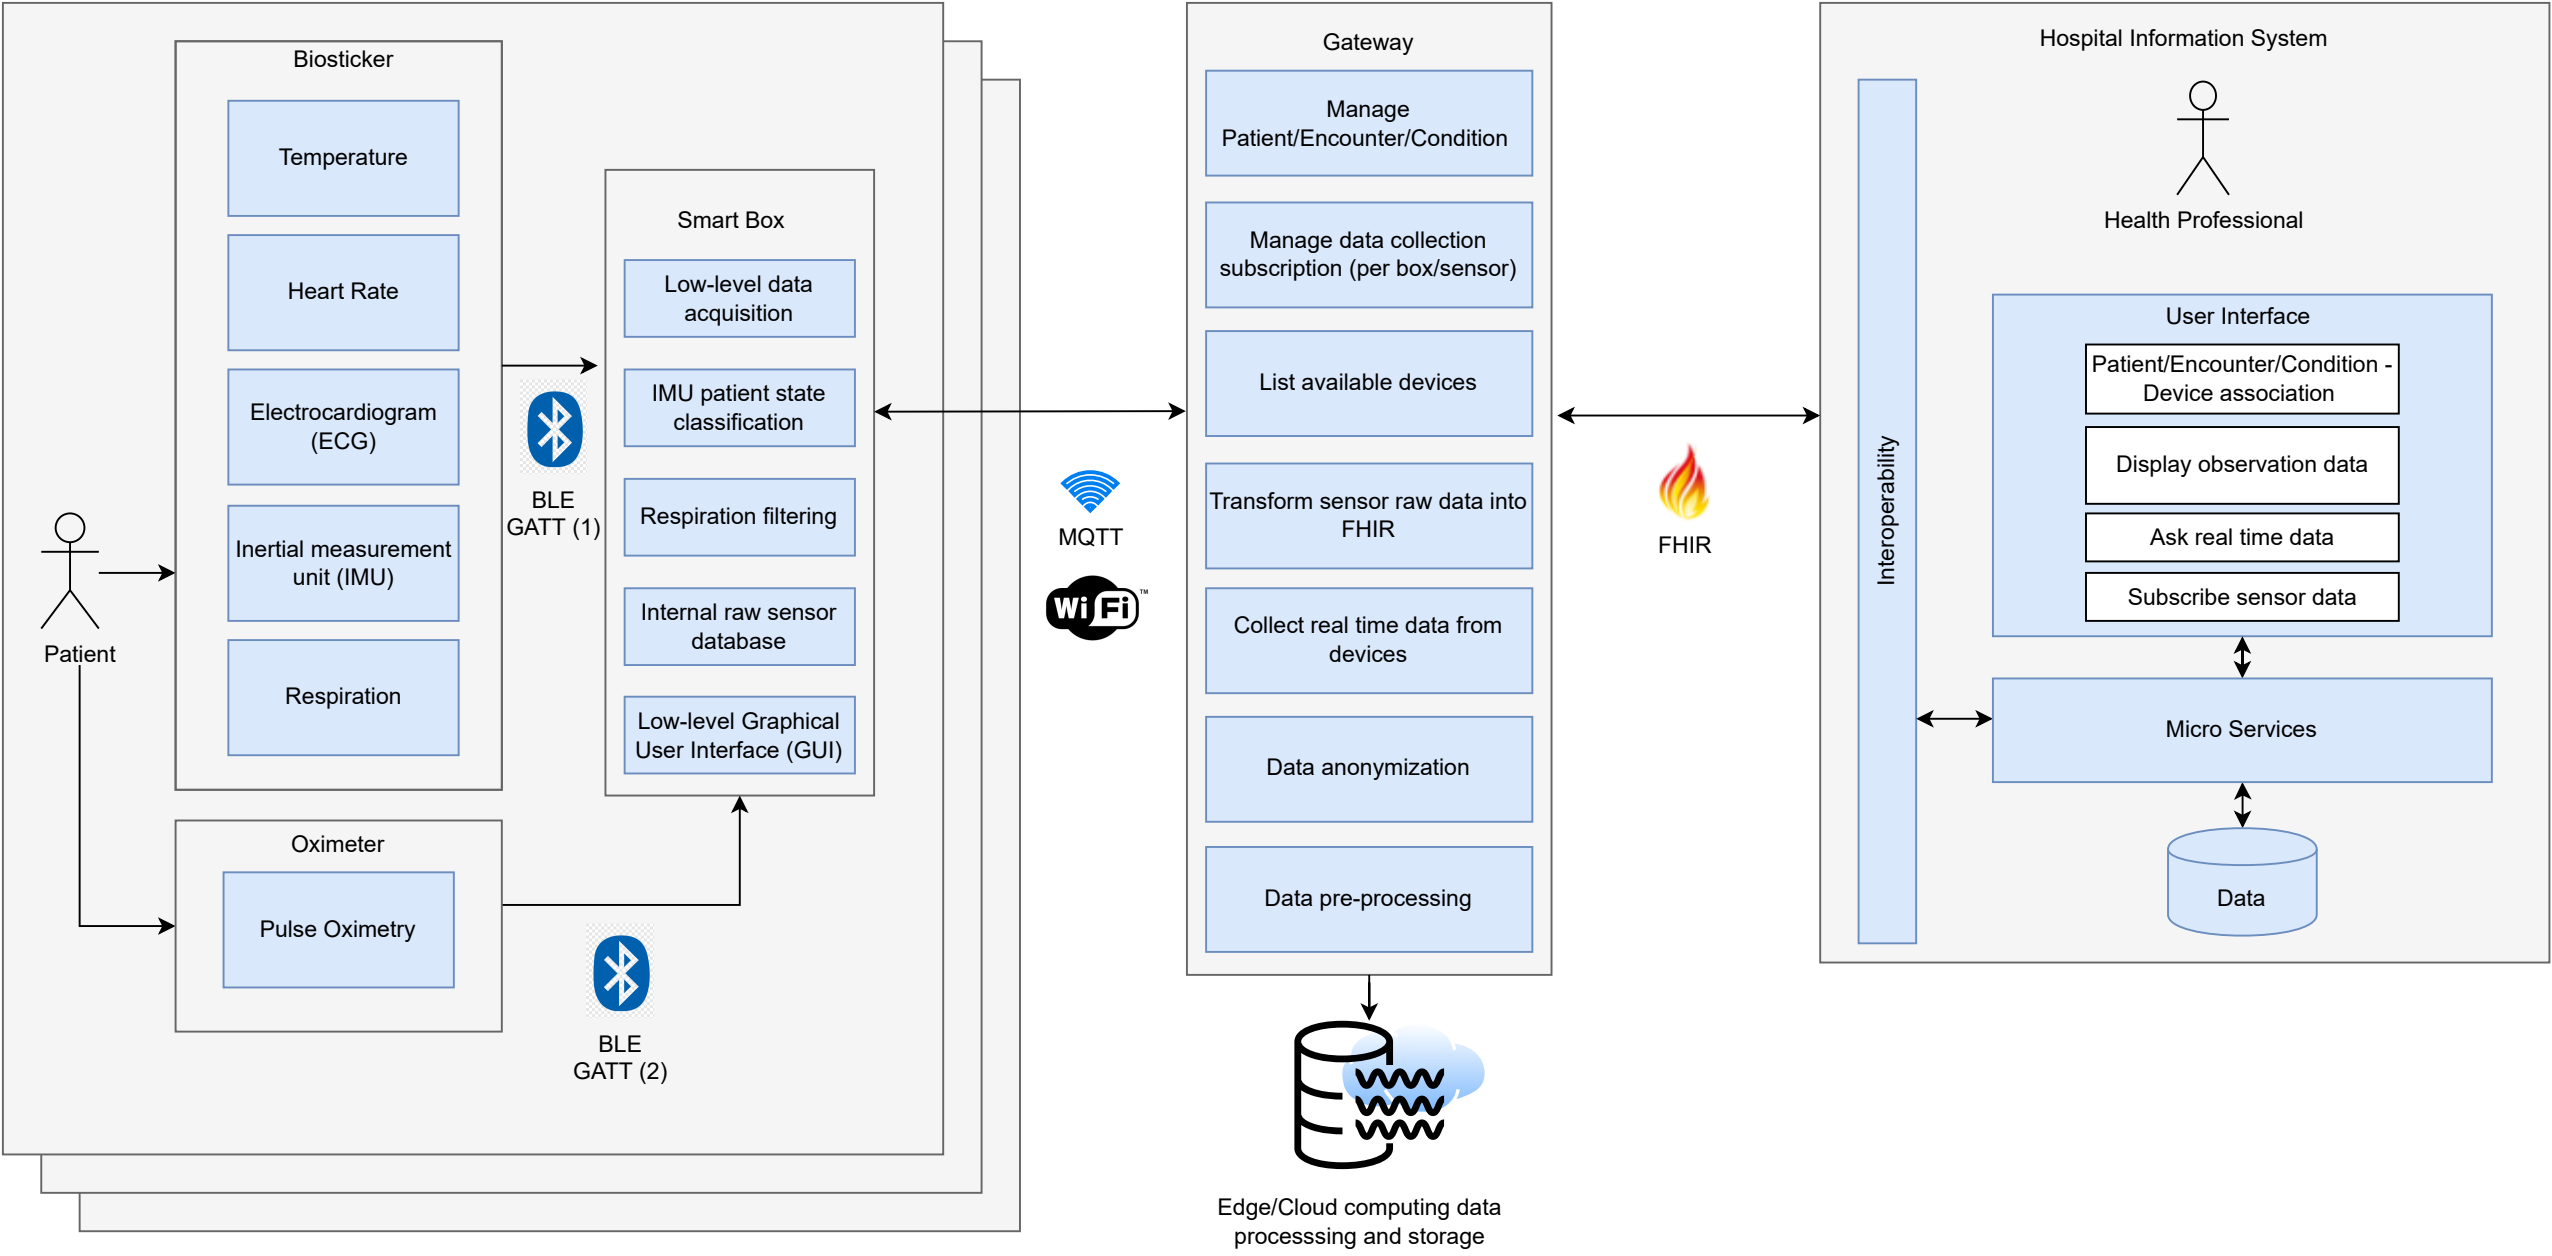 Biosticker
Temperature
Heart Rate
Electrocardiogram
(ECG)
Inertial measurement
unit (IMU)
Respiration
Patient
Oximeter
Pulse Oximetry
BLE
GATT (1)
BLE
GATT (2)
Smart Box
Low-level data
acquisition
IMU patient state
classification
Respiration filtering
Internal raw sensor
database
Low-level Graphical
User Interface (GUI)
MQTT
Wi Fi ™
Gateway
Manage
Patient/Encounter/Condition
Manage data collection
subscription (per box/sensor)
List available devices
Transform sensor raw data into
FHIR
Collect real time data from
devices
Data anonymization
Data pre-processing
Edge/Cloud computing data
processsing and storage
FHIR
Hospital Information System
Interoperability
Health Professional
User Interface
Patient/Encounter/Condition -
Device association
Display observation data
Ask real time data
Subscribe sensor data
Micro Services
Data